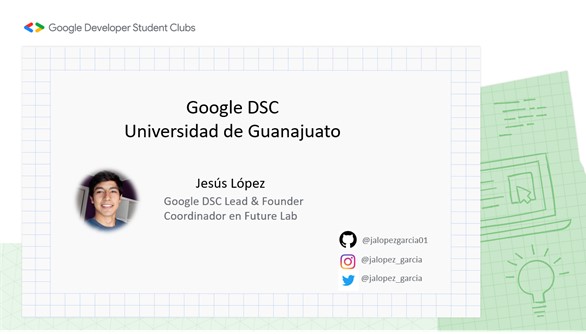 Google Developer Student Clubs
Google DSC
Universidad de Guanajuato
Jesús López
Google DSC Lead & Founder
Coordinador en Future Lab
@jalopezgarcia01
@jalopez_garcia
@jalopez_garcia